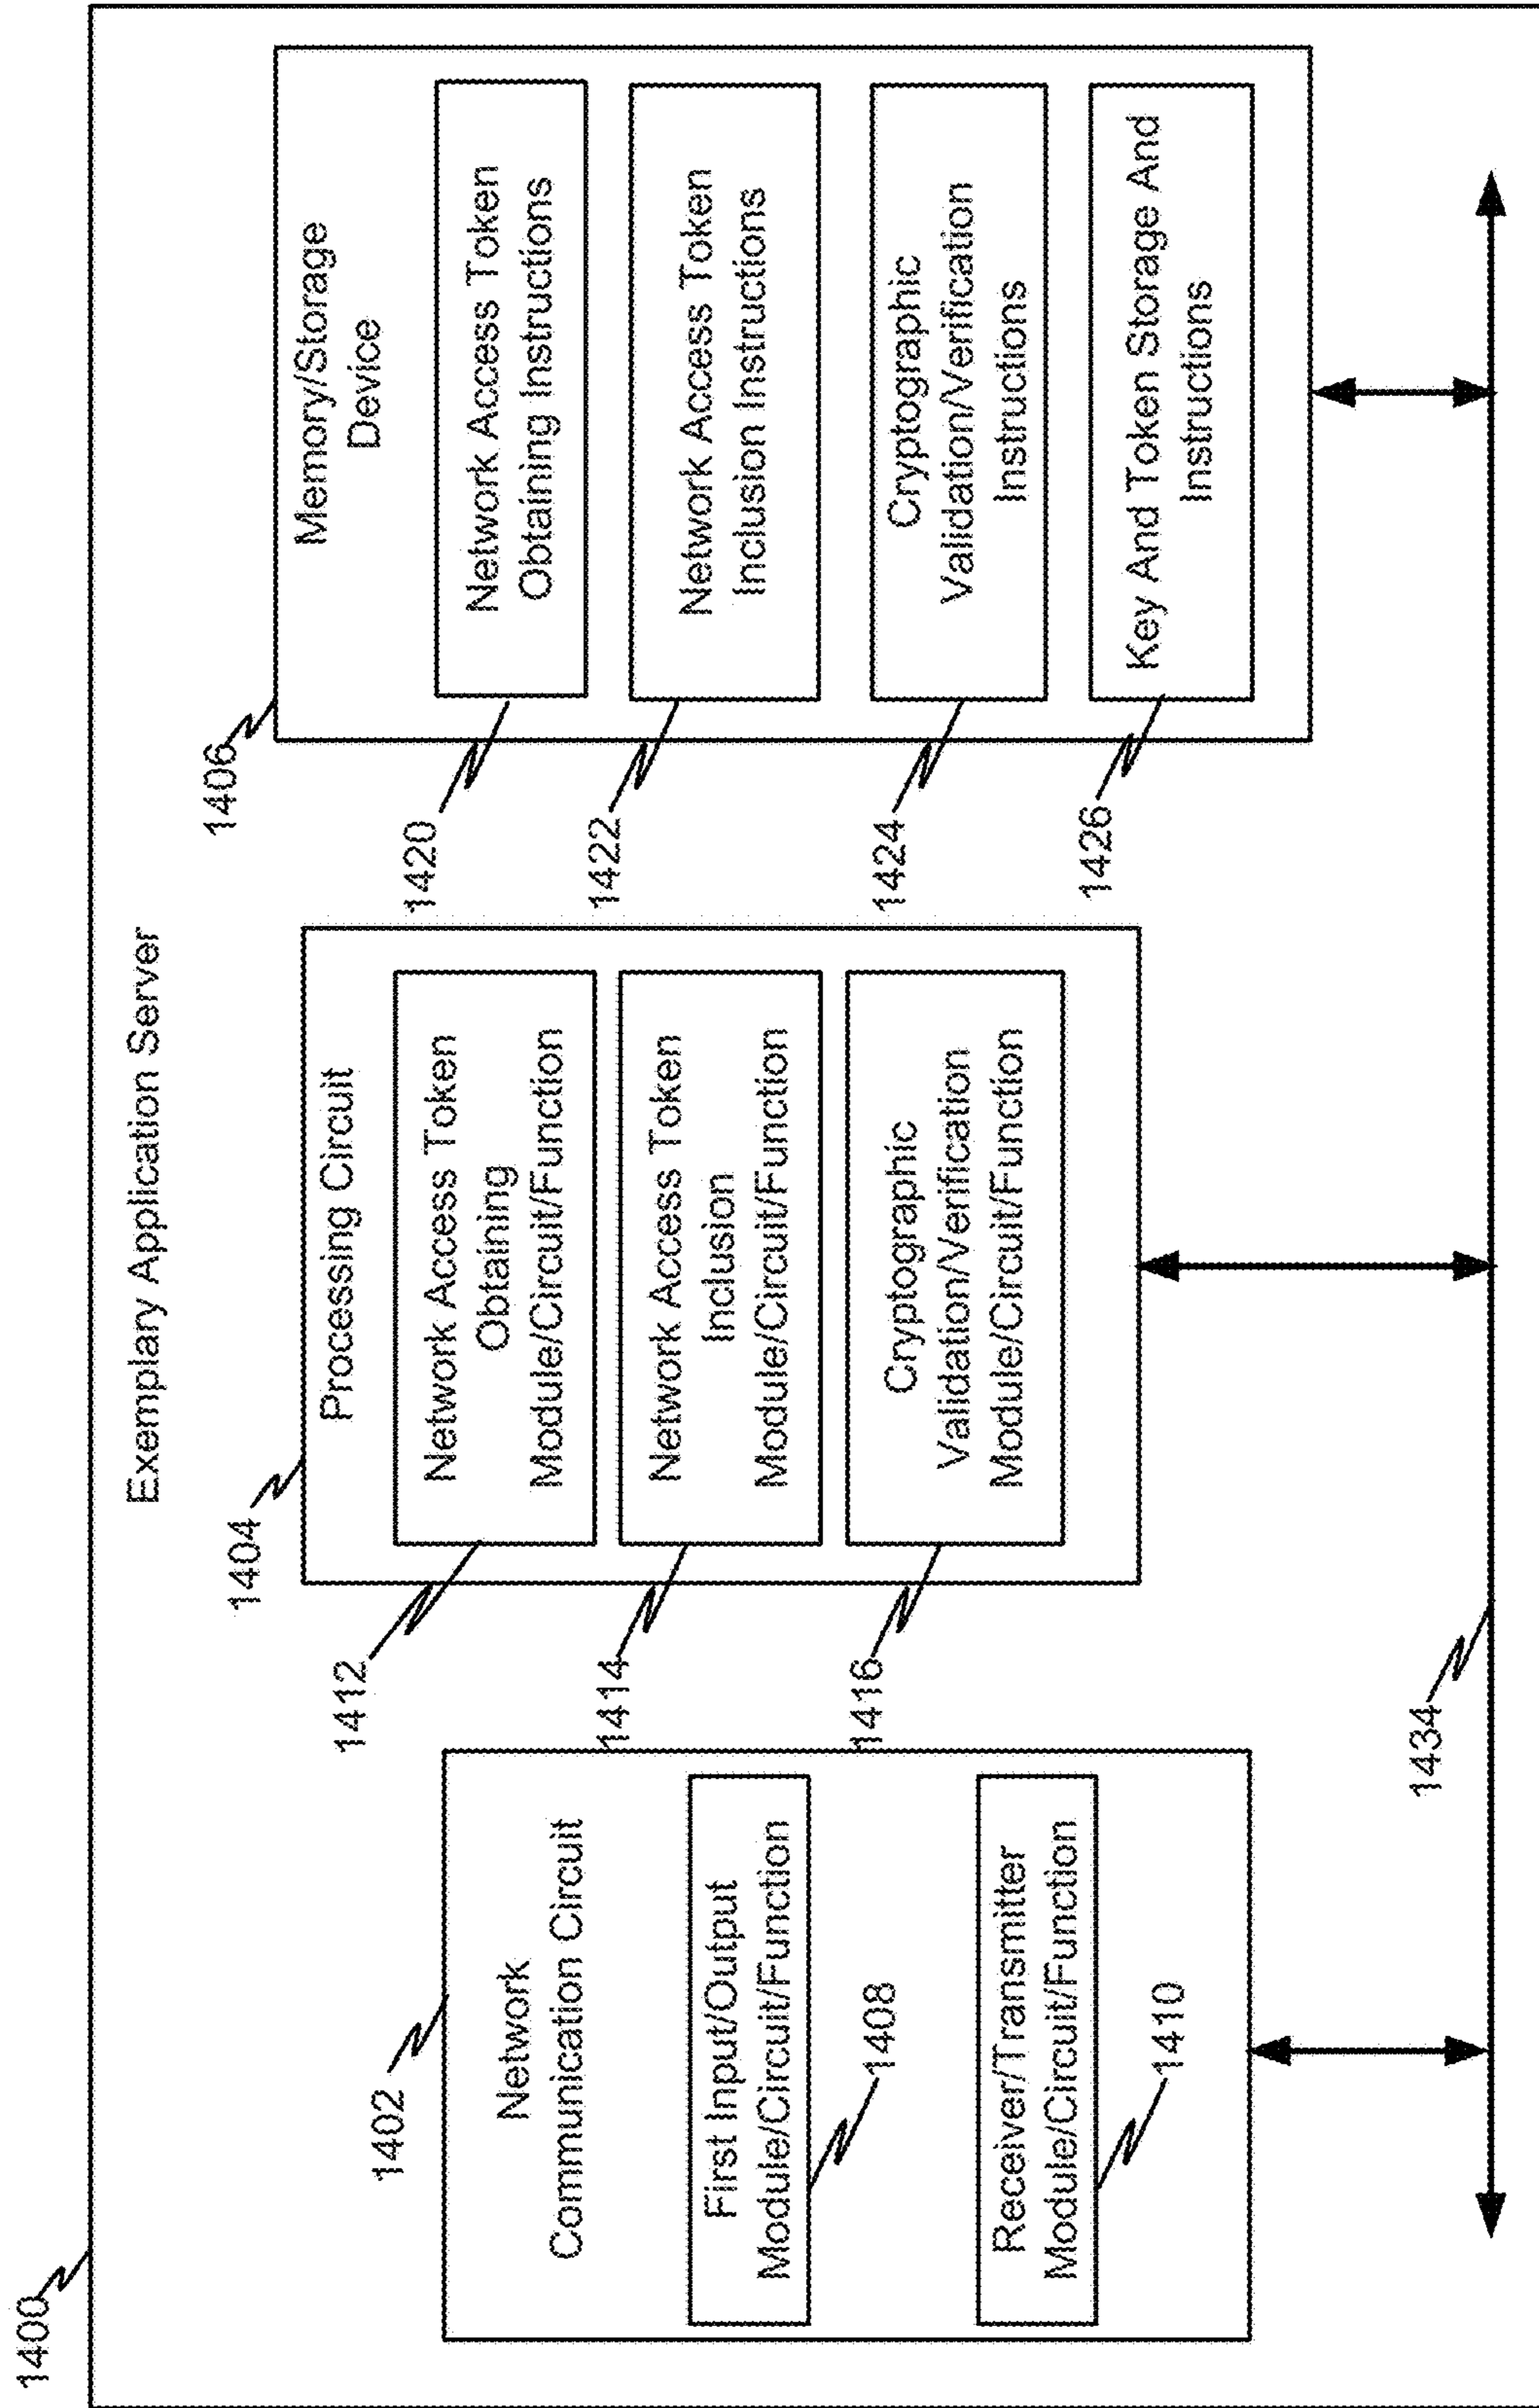 1400
Exemplary Application Server
1402
Network
Communication Circuit
First Input/Output
Module/Circuit/Function
1408
Receiver/Transmitter
Module/Circuit/Function
1410
1404
Processing Circuit
1412
Network Access Token
Obtaining
Module/Circuit/Function
1414
Network Access Token
Inclusion
Module/Circuit/Function
1416
Cryptographic
Validation/Verification
Module/Circuit/Function
1406
Memory/Storage
Device
1420
Network Access Token
Obtaining Instructions
1422
Network Access Token
Inclusion Instructions
1424
Cryptographic
Validation/Verification
Instructions
1426
Key And Token Storage And
Instructions
1434